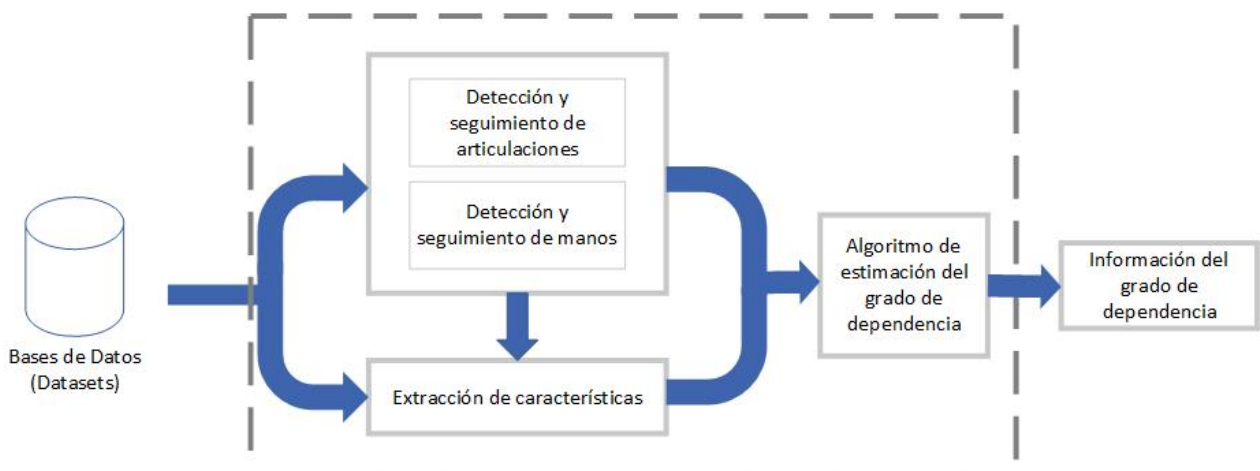 Detección y
seguimiento de
articulaciones
Detección y
seguimiento de manos
Bases de Datos
(Datasets)
Extracción de características
Algoritmo de
estimación del
grado de
dependencia
Información del
grado de
dependencia